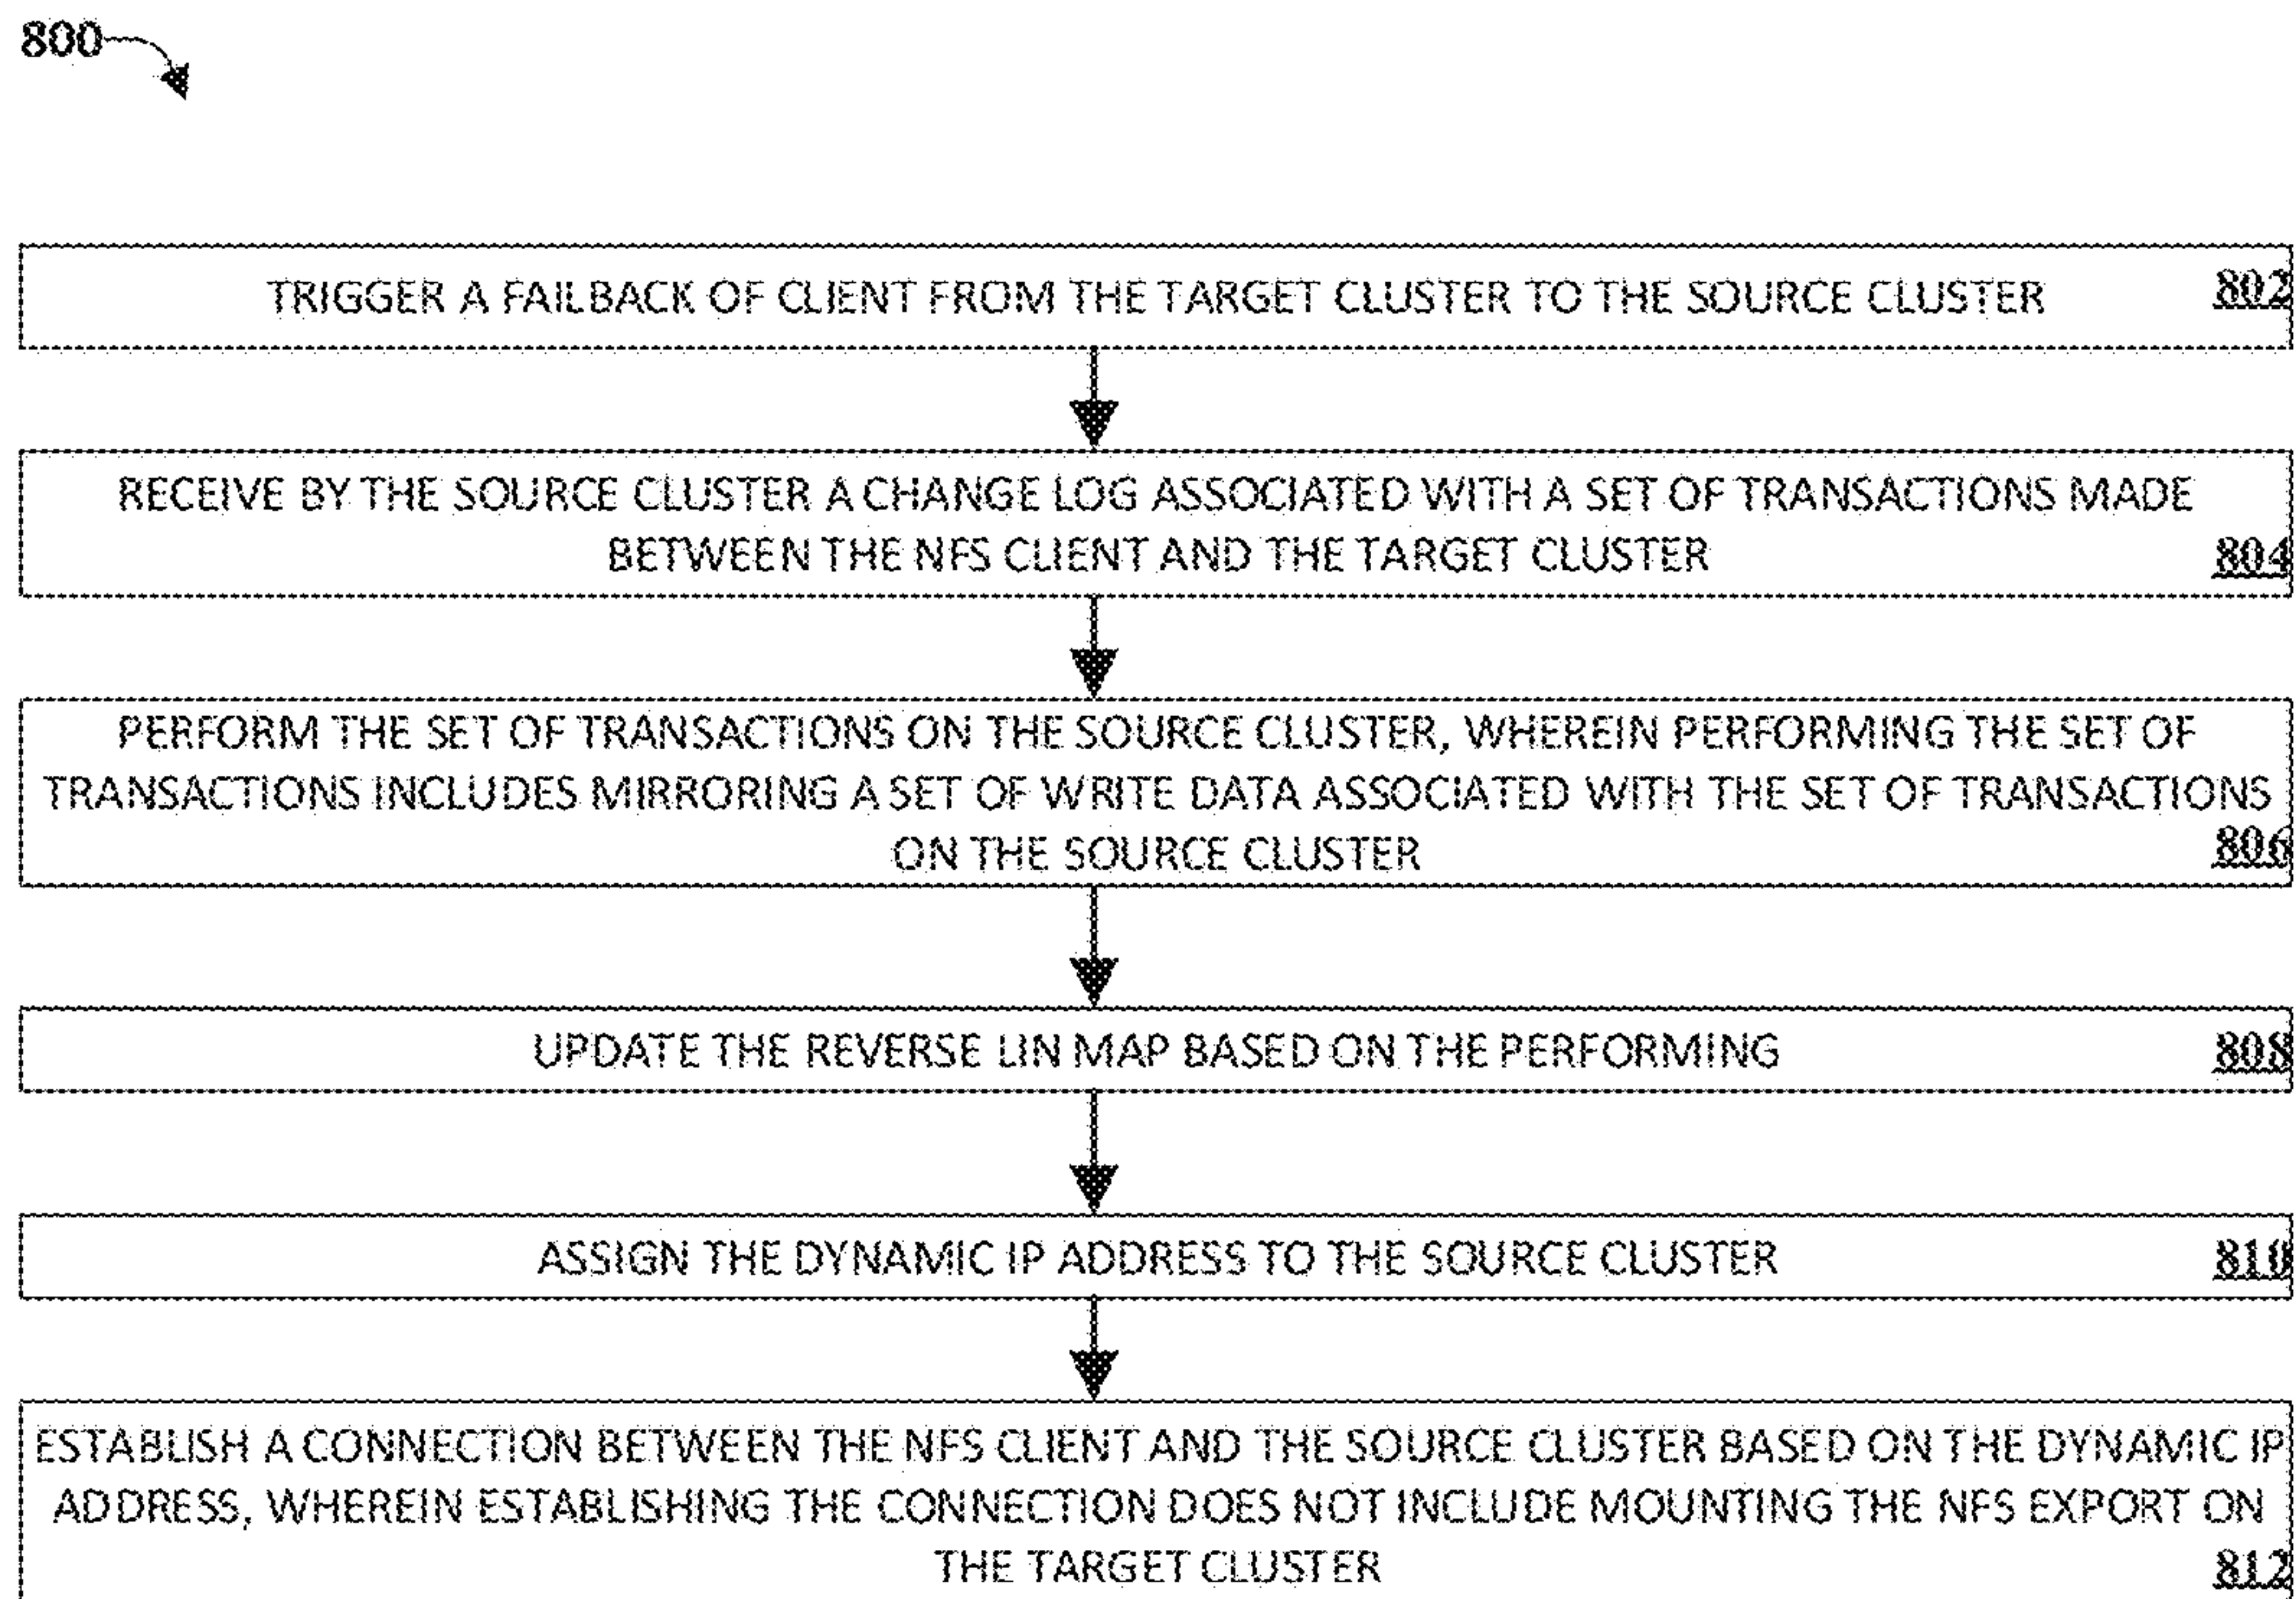 800
TRIGGER A FAILBACK OF CLIENT FROM THE TARGET CLUSTER TO THE SOURCE CLUSTER
802
RECEIVE BY THE SOURCE CLUSTER A CHANGE LOG ASSOCIATED WITH A SET OF TRANSACTIONS MADE
BETWEEN THE NFS CLIENT AND THE TARGET CLUSTER
804
PERFORM THE SET OF TRANSACTIONS ON THE SOURCE CLUSTER, WHEREIN PERFORMING THE SET OF
TRANSACTIONS INCLUDES MIRRORING A SET OF WRITE DATA ASSOCIATED WITH THE SET OF TRANSACTIONS
ON THE SOURCE CLUSTER
806
UPDATE THE REVERSE LIN MAP BASED ON THE PERFORMING
808
ASSIGN THE DYNAMIC IP ADDRESS TO THE SOURCE CLUSTER
810
ESTABLISH A CONNECTION BETWEEN THE NFS CLIENT AND THE SOURCE CLUSTER BASED ON THE DYNAMIC IP
ADDRESS, WHEREIN ESTABLISHING THE CONNECTION DOES NOT INCLUDE MOUNTING THE NFS EXPORT ON
THE TARGET CLUSTER
812